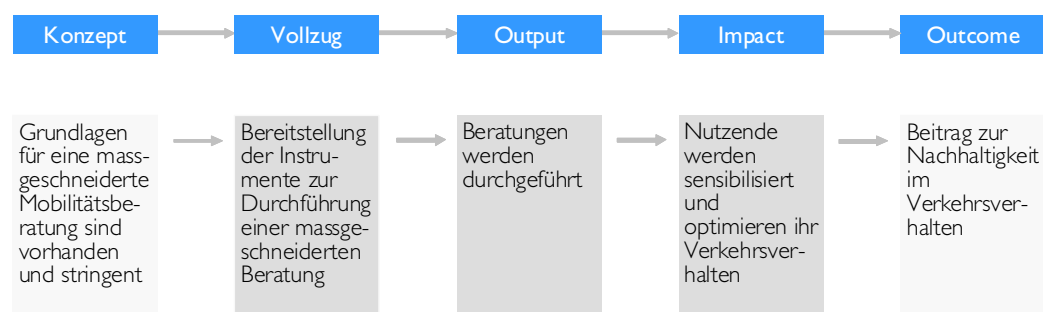 Konzept
Vollzug
Output
Impact
Outcome
Grundlagen
für eine mass-
geschneiderte
Mobilitätsbe-
ratung sind
vorhanden
und stringent
Bereitstellung
der Instru-
mente zur
Durchführung
einer massge-
schneiderten
Beratung
Beratungen
werden
durchgeführt
Nutzende
werden
sensibilisiert
und
optimieren ihr
Verkehrsver-
halten
Beitrag zur
Nachhaltigkeit
im
Verkehrsver-
halten